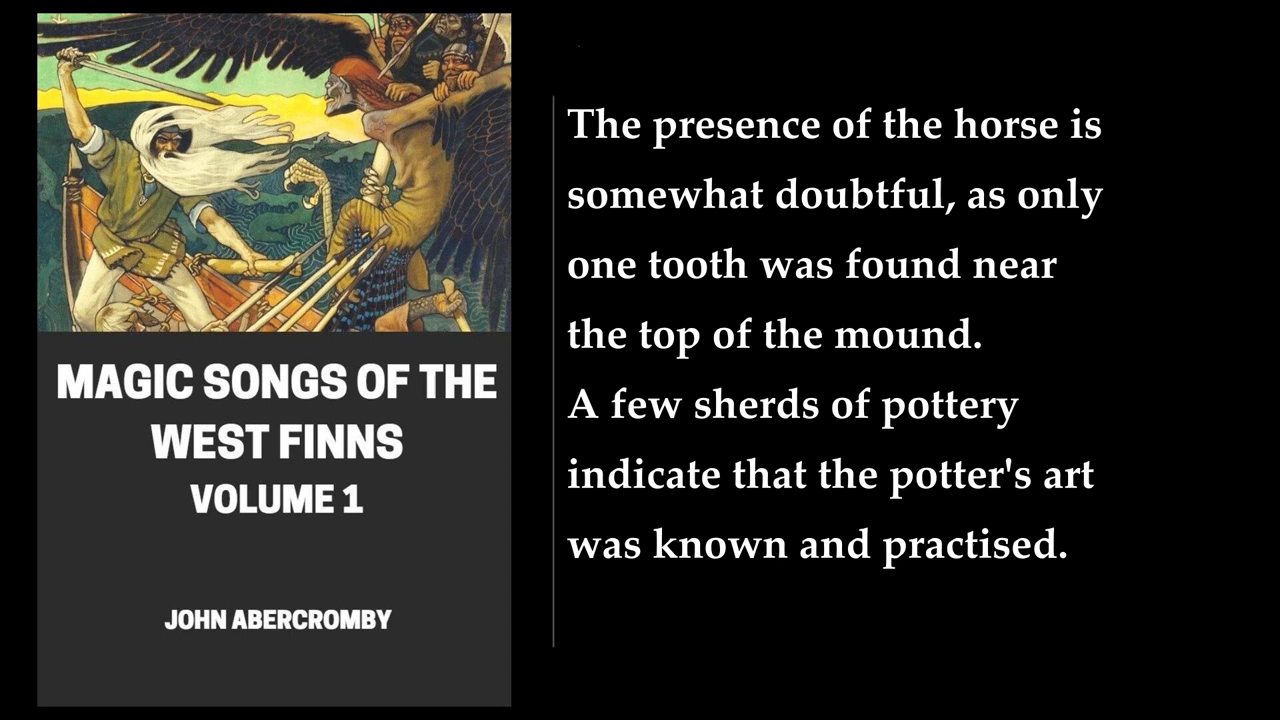 MAGIC SONGS OF THE
WEST FINNS
VOLUME 1
JOHN ABERCROMBY
The presence of the horse is
somewhat doubtful, as only
one tooth was found near
the top of the mound.
A few sherds of pottery
indicate that the potter's art
was known and practised.